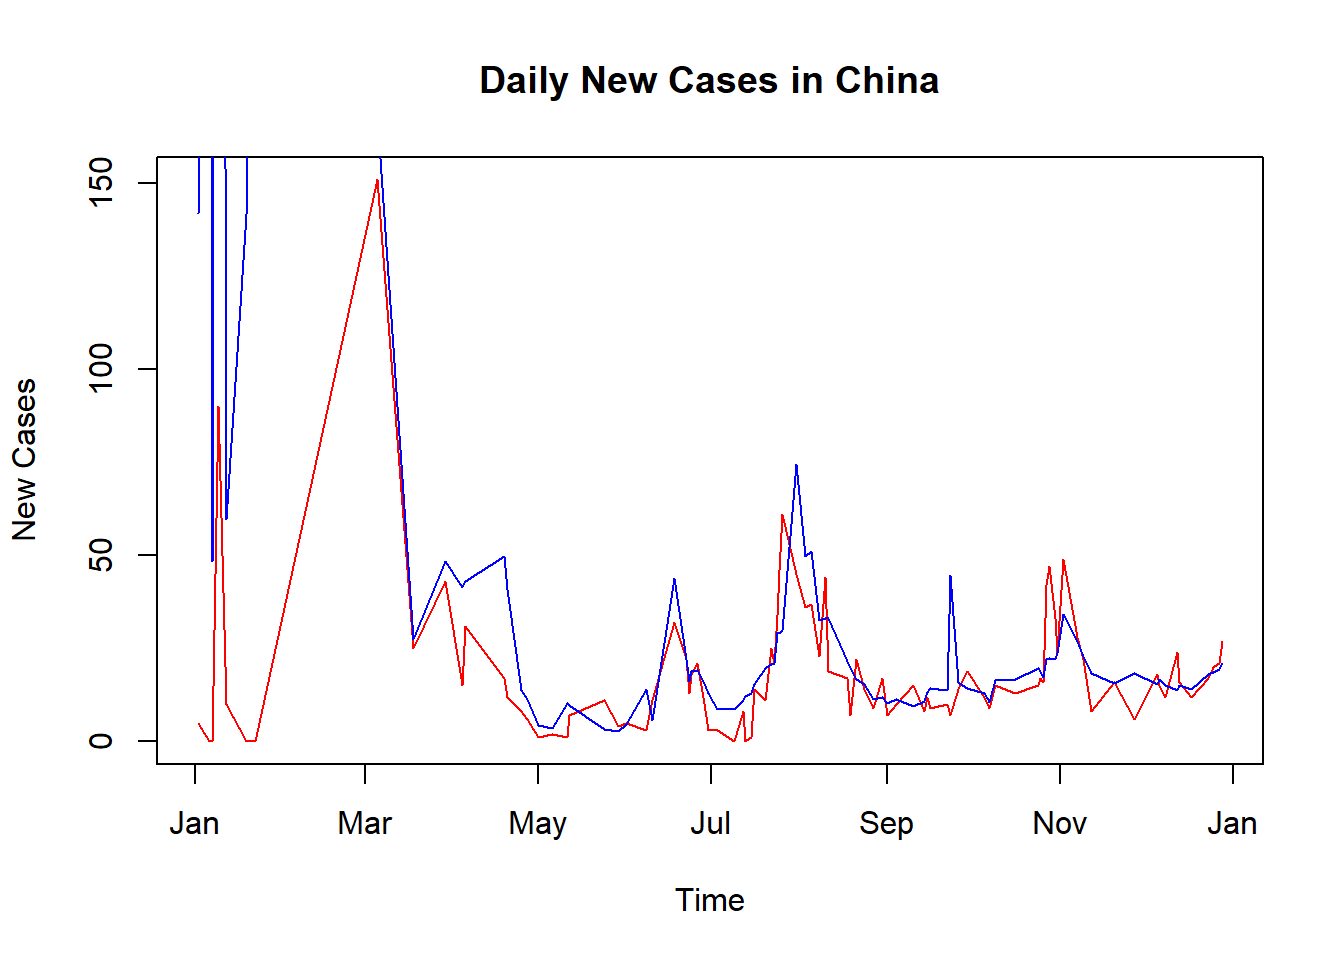 Daily New Cases in China
New Cases
150
100
50
0
Jan Mar May Jul Sep Nov Jan
Time